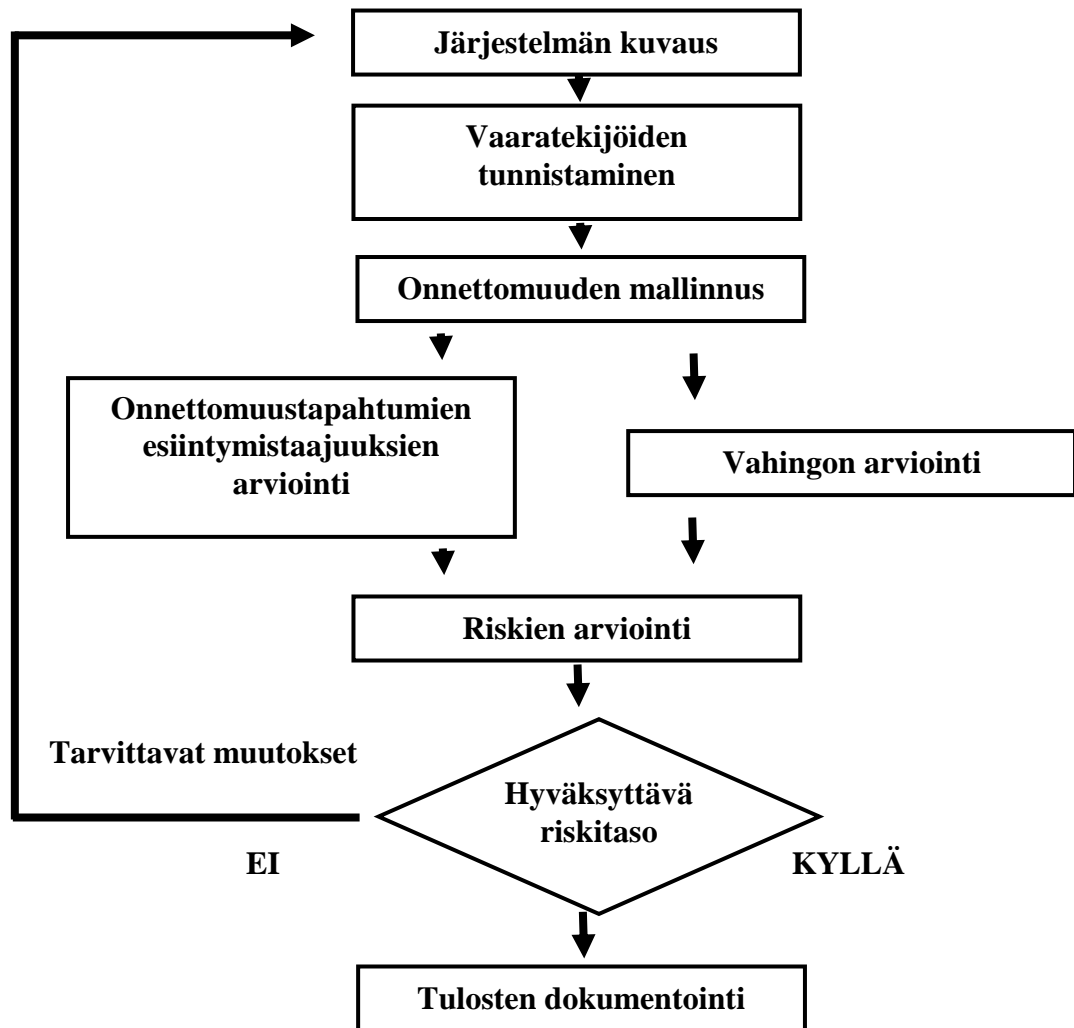 Järjestelmän kuvaus
Vaaratekijöiden
tunnistaminen
Onnettomuuden mallinnus
Onnettomuustapahtumien
esiintymistaajuuksien
arviointi
Vahingon arviointi
Riskien arviointi
Tarvittavat muutokset
Hyväksyttävä
riskitaso
EI
KYLLÄ
Tulosten dokumentointi